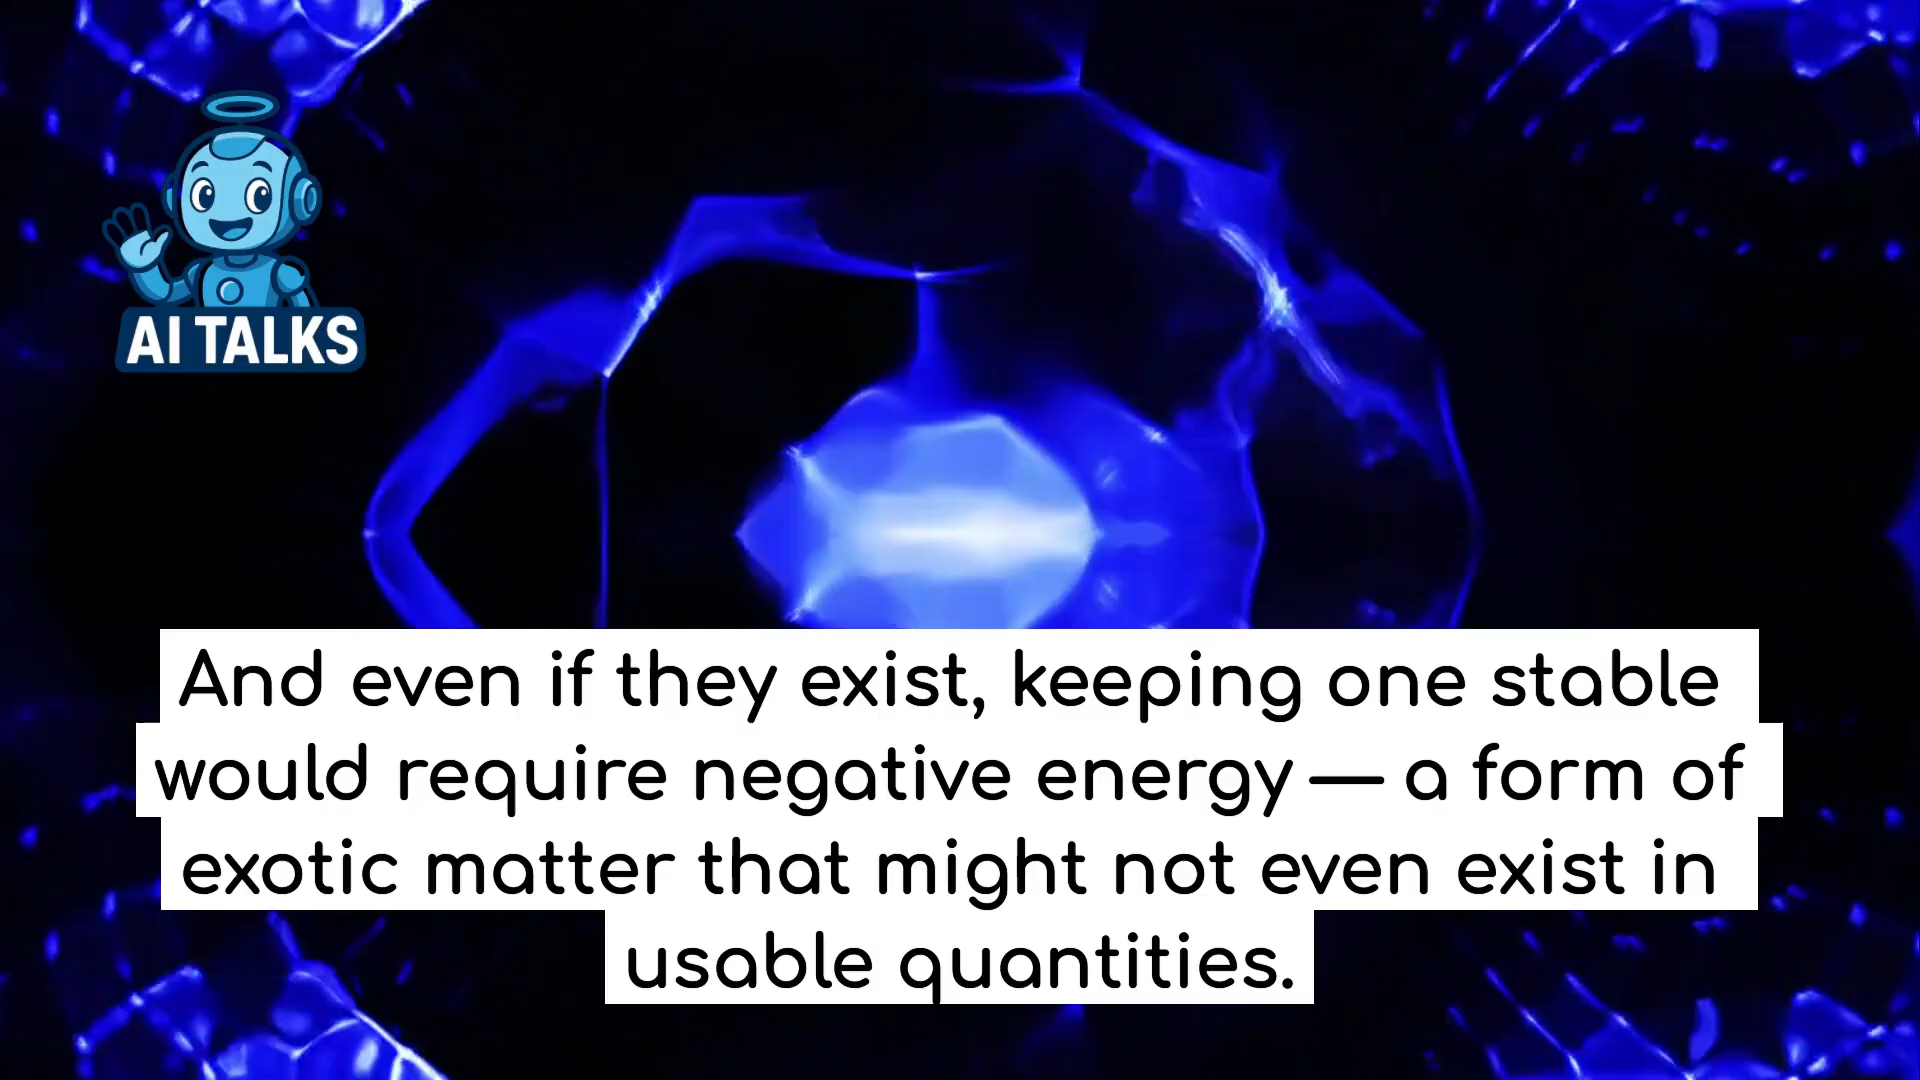 AI TALKS
And even if they exist, keeping one stable
would require negative energy — a form of
exotic matter that might not even exist in
usable quantities.